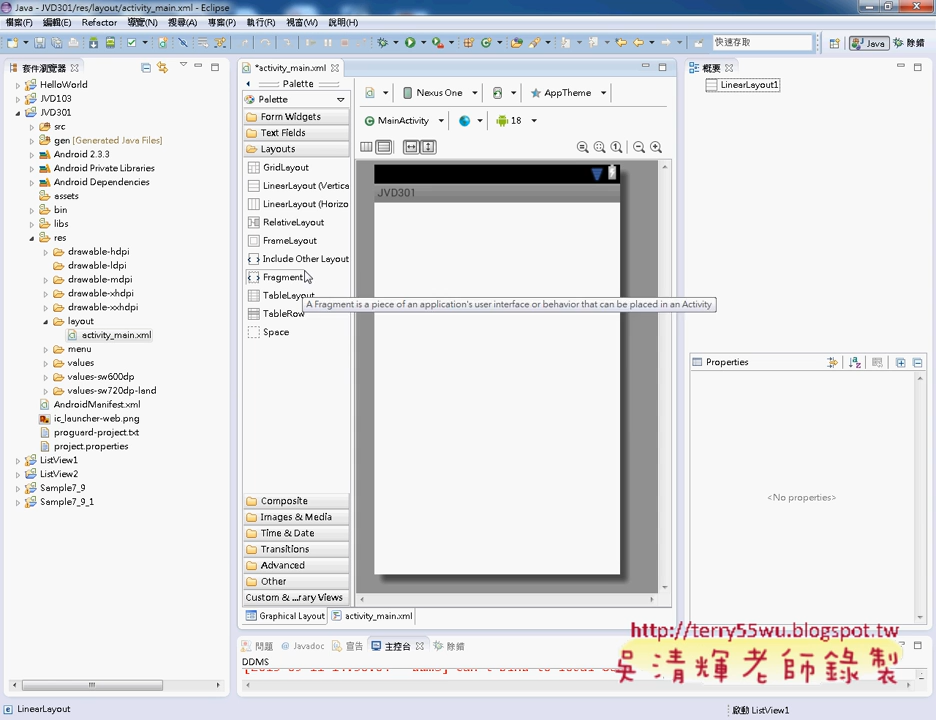 Java - JVD301/res/layout/activity_main.xml - Eclipse
檔案(F) 編輯(E) Refactor 導覽(N) 搜尋(A) 專案(P) 執行(R) 視窗(W) 說明(H)
快速存取
Java
除錯
套件瀏覽器
HelloWorld
JVD103
JVD301
src
gen [Generated Java Files]
Android 2.3.3
Android Private Libraries
Android Dependencies
assets
bin
libs
res
drawable-hdpi
drawable-ldpi
drawable-mdpi
drawable-xhdpi
drawable-xxhdpi
layout
activity_main.xml
menu
values
values-sw600dp
values-sw720dp-land
AndroidManifest.xml
ic_launcher-web.png
proguard-project.txt
project.properties
ListView1
ListView2
Sample7_9
Sample7_9_1
*activity_main.xml
Palette
Palette
Form Widgets
Text Fields
Layouts
GridLayout
LinearLayout (Vertica
LinearLayout (Horizo
RelativeLayout
FrameLayout
Include Other Layout
Fragment
TableLayout
TableRow
Space
Composite
Images & Media
Time & Date
Transitions
Advanced
Other
Custom & ...rary Views
Graphical Layout
activity_main.xml
Nexus One
AppTheme
MainActivity
18
JVD301
A Fragment is a piece of an application's user interface or behavior that can be placed in an Activity
概要
LinearLayout1
Properties
<No properties>
問題 @ Javadoc 宣告 主控台 除錯
DDMS
http://terry55wu.blogspot.tw
吳清輝老師錄製
LinearLayout
啟動 ListView1